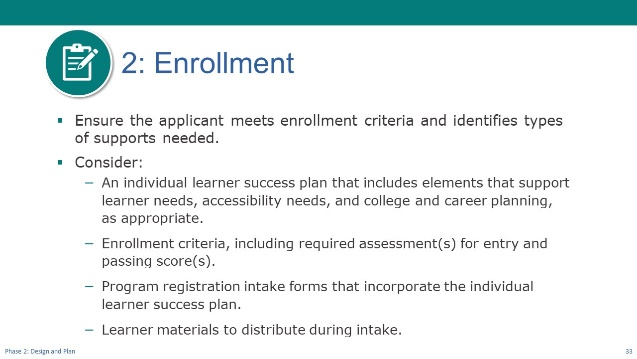 2: Enrollment
▪ Ensure the applicant meets enrollment criteria and identifies types
of supports needed.
▪ Consider:
– An individual learner success plan that includes elements that support
learner needs, accessibility needs, and college and career planning,
as appropriate.
– Enrollment criteria, including required assessment(s) for entry and
passing score(s).
– Program registration intake forms that incorporate the individual
learner success plan.
– Learner materials to distribute during intake.
Phase 2: Design and Plan
33